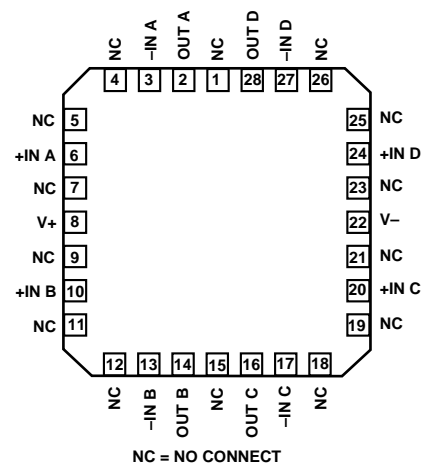 NC
–IN A
OUT A
NC
OUT D
–IN D
NC
4
3
2
1
28
27
26
NC 5
25 NC
+IN A 6
24 +IN D
NC 7
23 NC
V+ 8
22 V–
NC 9
21 NC
+IN B 10
20 +IN C
NC 11
19 NC
12
13
14
15
16
17
18
NC
–IN B
OUT B
NC
OUT C
–IN C
NC
NC = NO CONNECT